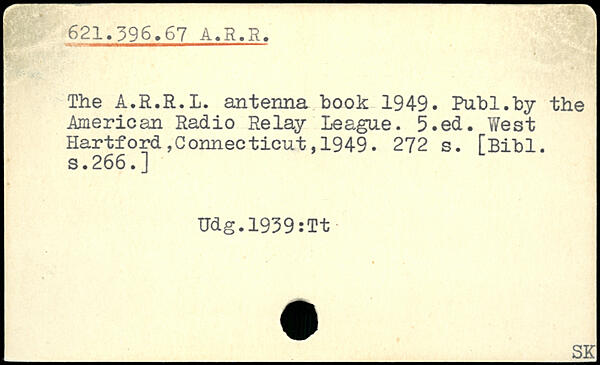 621.396.67 A.R.R.
The A.R.R.L. antenna book 1949. Publ.by the
American Radio Relay League. 5.ed. West
Hartford,Connecticut,1949. 272 s. [Bibl.
s.266.]
Udg.1939:Tt
SK